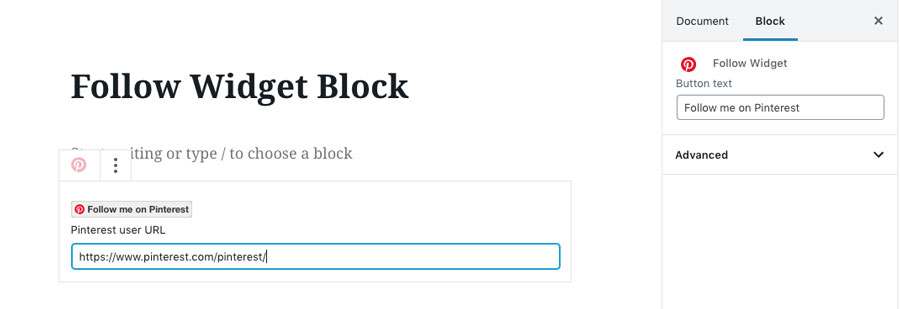 Follow Widget Block
iting or type / to choose a block
Follow me on Pinterest
Pinterest user URL
https://www.pinterest.com/pinterest/
Document
Block
Follow Widget
Button text
Follow me on Pinterest
Advanced